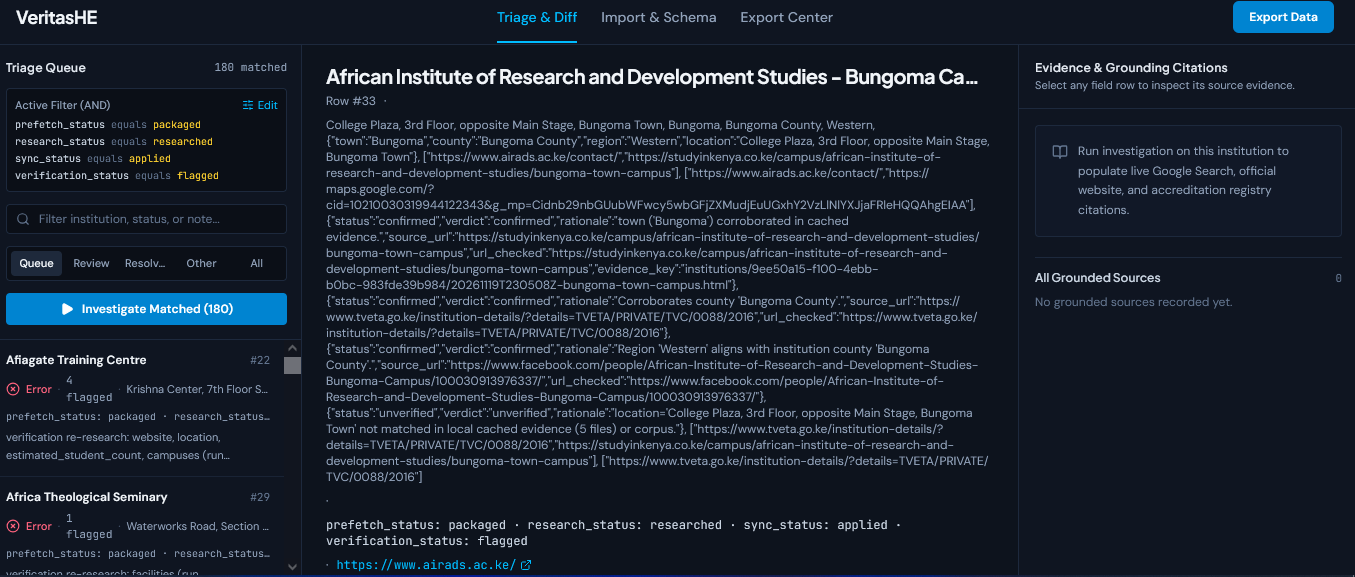 VeritasHE
Triage & Diff
Import & Schema
Export Center
Export Data
Triage Queue
180 matched
Active Filter (AND)
Edit
prefetch_status equals packaged
research_status equals researched
sync_status equals applied
verification_status equals flagged
Filter institution, status, or note...
Queue
Review
Resolv...
Other
All
Investigate Matched (180)
Afiagate Training Centre
#22
Error · 4 flagged · Krishna Center, 7th Floor S...
prefetch_status: packaged · research_status...
verification re-research: website, location,
estimated_student_count, campuses (run...
Africa Theological Seminary
#29
Error · 1 flagged · Waterworks Road, Section ...
prefetch_status: packaged · research_status...
verification re-research: facilities (run
African Institute of Research and Development Studies - Bungoma Ca...
Row #33 ·
College Plaza, 3rd Floor, opposite Main Stage, Bungoma Town, Bungoma, Bungoma County, Western,
{"town":"Bungoma","county":"Bungoma County","region":"Western","location":"College Plaza, 3rd Floor, opposite Main Stage,
Bungoma Town"}, ["https://www.airads.ac.ke/contact/","https://studyinkenya.co.ke/campus/african-institute-of-
research-and-development-studies/bungoma-town-campus"], ["https://www.airads.ac.ke/contact/","https://
maps.google.com/?
{"status":"confirmed","verdict":"confirmed","rationale":"town ('Bungoma') corroborated in cached
evidence.","source_url":"https://studyinkenya.co.ke/campus/african-institute-of-research-and-development-studies/
bungoma-town-campus","url_checked":"https://studyinkenya.co.ke/campus/african-institute-of-research-and-
development-studies/bungoma-town-campus","evidence_key":"institutions/9ee50a15-f100-4ebb-
b0bc-983fde39b984/20261119T230508Z-bungoma-town-campus.html"},
{"status":"confirmed","verdict":"confirmed","rationale":"Corroborates county 'Bungoma County'.","source_url":"https://
www.tveta.go.ke/institution-details/?details=TVETA/PRIVATE/TVC/0088/2016","url_checked":"https://www.tveta.go.ke/
institution-details/?details=TVETA/PRIVATE/TVC/0088/2016"},
{"status":"confirmed","verdict":"confirmed","rationale":"Region 'Western' aligns with institution county 'Bungoma
County'.","source_url":"https://www.facebook.com/people/African-Institute-of-Research-and-Development-Studies-
Bungoma-Campus/100030913976337/","url_checked":"https://www.facebook.com/people/African-Institute-of-
Research-and-Development-Studies-Bungoma-Campus/100030913976337/"},
{"status":"unverified","verdict":"unverified","rationale":"location='College Plaza, 3rd Floor, opposite Main Stage, Bungoma
Town' not matched in local cached evidence (5 files) or corpus."}, ["https://www.tveta.go.ke/institution-details/?
details=TVETA/PRIVATE/TVC/0088/2016","https://studyinkenya.co.ke/campus/african-institute-of-research-and-
development-studies/bungoma-town-campus"], ["https://www.tveta.go.ke/institution-details/?details=TVETA/PRIVATE/
TVC/0088/2016"]
·
prefetch_status: packaged · research_status: researched · sync_status: applied ·
verification_status: flagged
· https://www.airads.ac.ke/
Evidence & Grounding Citations
Select any field row to inspect its source evidence.
Run investigation on this institution to
populate live Google Search, official
website, and accreditation registry
citations.
All Grounded Sources
0
No grounded sources recorded yet.